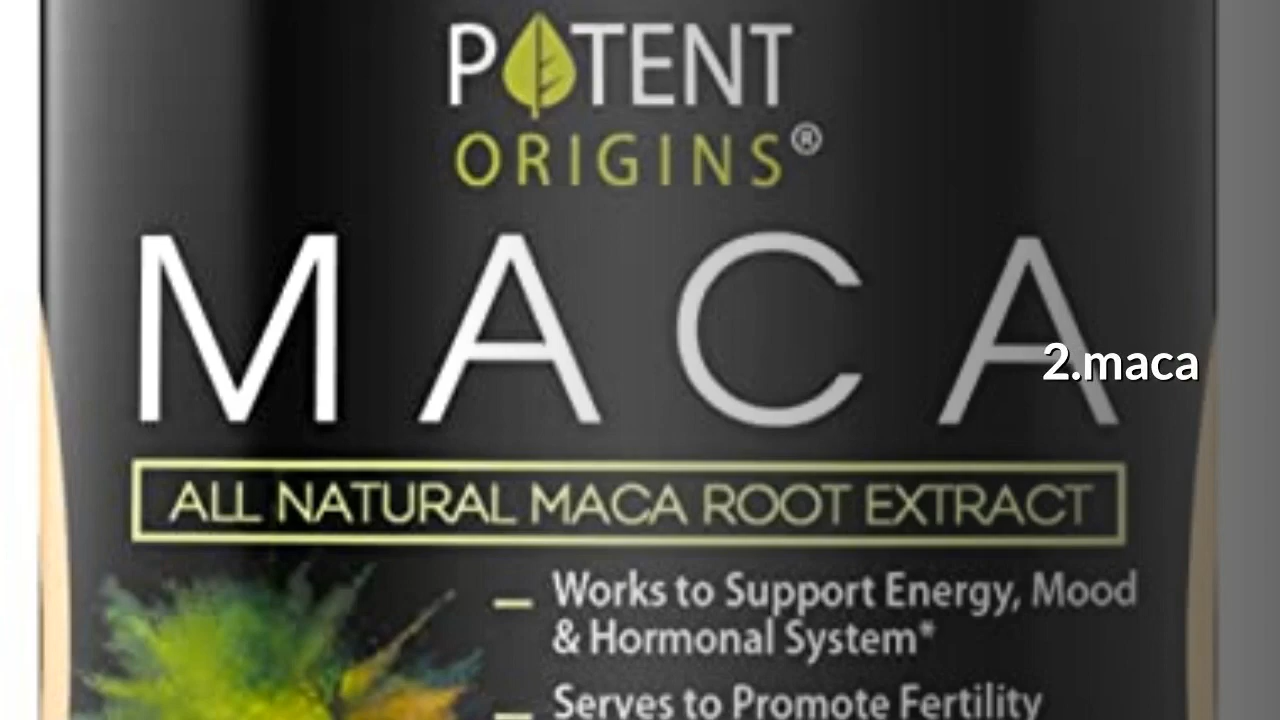 POTENT
ORIGINS®
MACA
2.maca
ALL NATURAL MACA ROOT EXTRACT
Works to Support Energy, Mood
& Hormonal System*
Serves to Promote Fertility